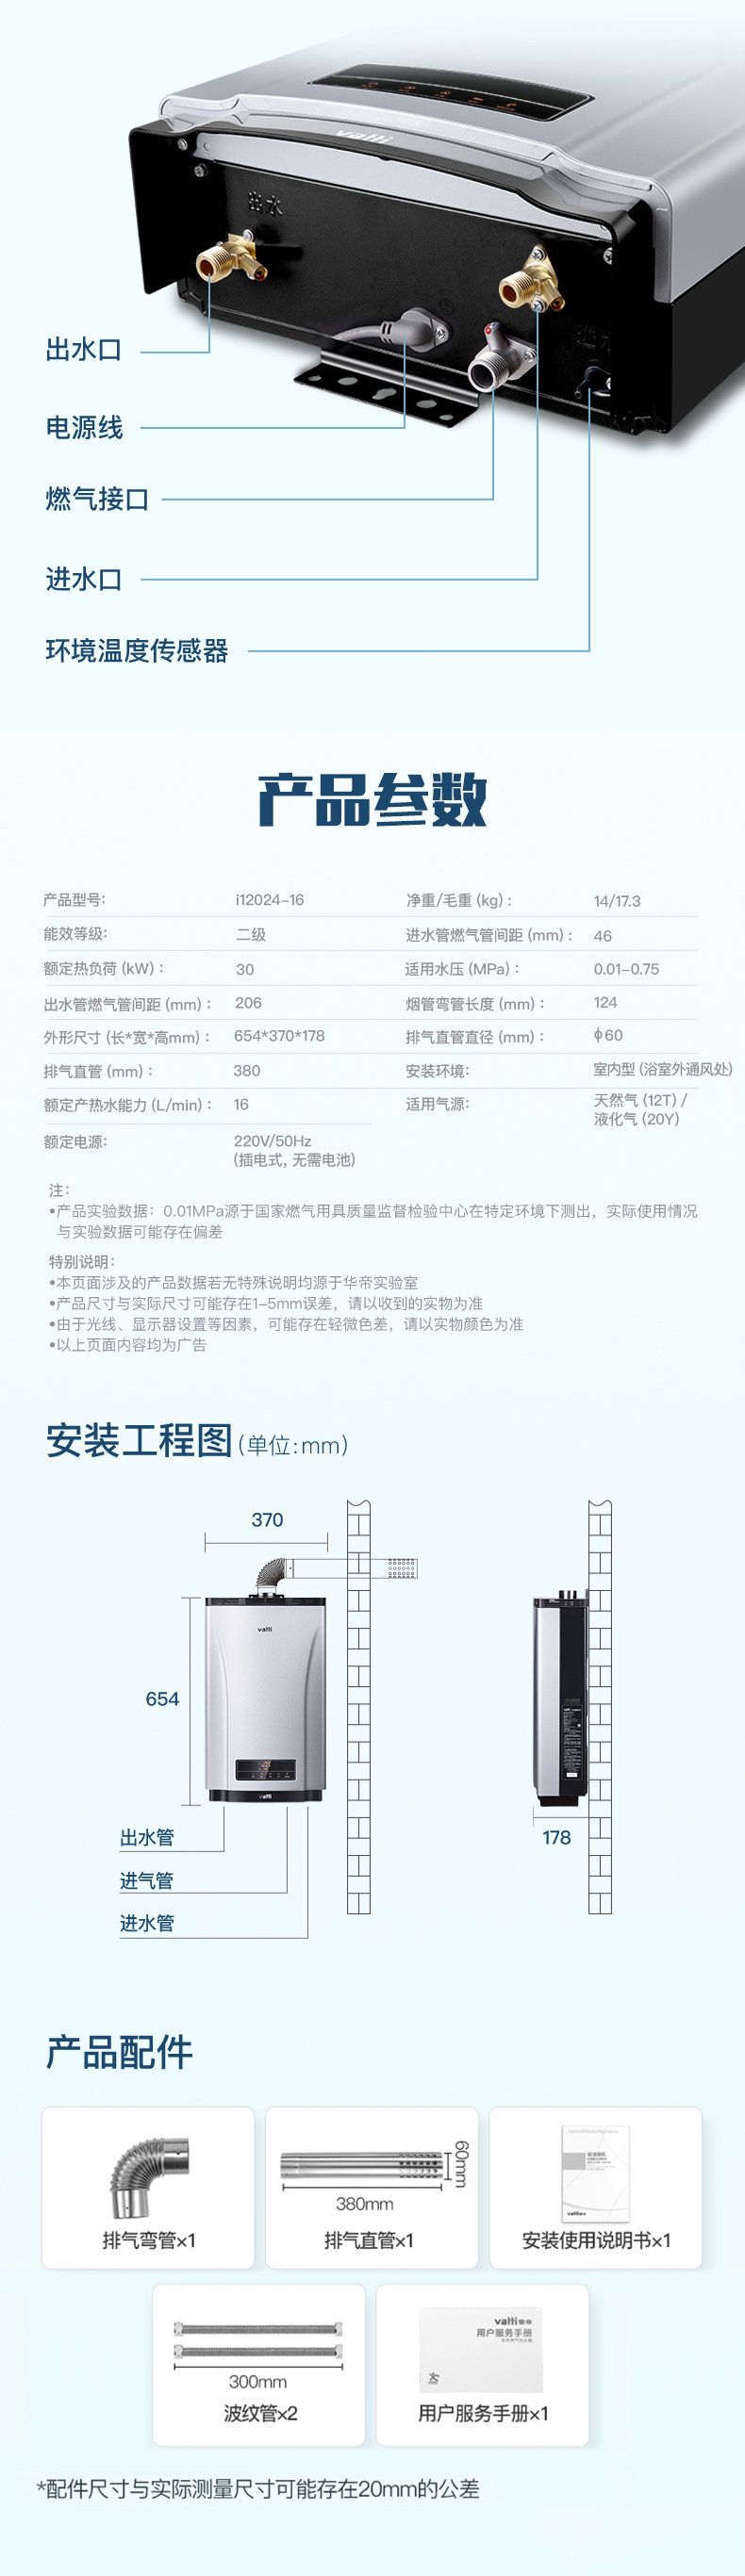 vatti
出水
进水
出水口
电源线
燃气接口
进水口
环境温度传感器
产品参数
产品型号: i12024-16 净重/毛重 (kg) : 14/17.3
能效等级: 二级 进水管燃气管间距 (mm) : 46
额定热负荷 (kW) : 30 适用水压 (MPa) : 0.01-0.75
出水管燃气管间距 (mm) : 206 烟管弯管长度 (mm) : 124
外形尺寸 (长*宽*高mm) : 654*370*178 排气直管直径 (mm) : ϕ60
排气直管 (mm) : 380 安装环境: 室内型 (浴室外通风处)
额定产热水能力 (L/min) : 16 适用气源: 天然气 (12T) /
液化气 (20Y)
额定电源: 220V/50Hz
(插电式, 无需电池)
注:
•产品实验数据: 0.01MPa源于国家燃气用具质量监督检验中心在特定环境下测出, 实际使用情况
与实验数据可能存在偏差
特别说明:
•本页面涉及的产品数据若无特殊说明均源于华帝实验室
•产品尺寸与实际尺寸可能存在1-5mm误差, 请以收到的实物为准
•由于光线、显示器设置等因素, 可能存在轻微色差, 请以实物颜色为准
•以上页面内容均为广告
安装工程图 (单位:mm)
370
vatti
654
vatti
178
出水管
进气管
进水管
产品配件
60mm
380mm
排气弯管x1
排气直管x1
vatti
安装使用说明书x1
300mm
波纹管x2
vatti华帝
用户服务手册
用户服务手册x1
*配件尺寸与实际测量尺寸可能存在20mm的公差